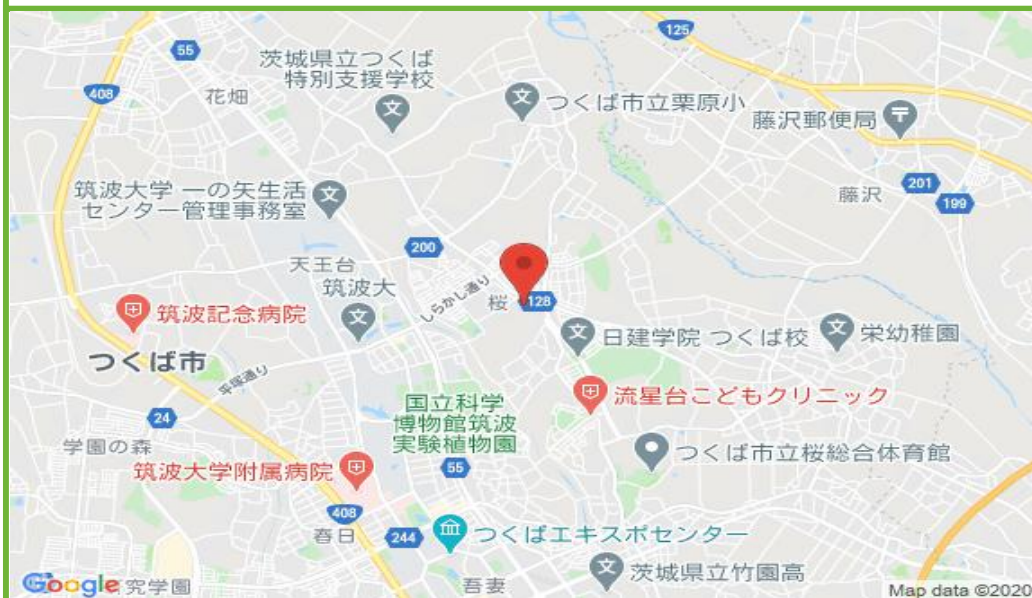 125
55
茨城県立つくば
特別支援学校
408
花畑
つくば市立栗原小
藤沢郵便局
筑波大学 一の矢生活
センター管理事務室
藤沢
201
199
200
天王台
筑波大
しらかし通り
桜
128
筑波記念病院
日建学院 つくば校
栄幼稚園
つくば市
平塚通り
流星台こどもクリニック
国立科学
博物館筑波
実験植物園
24
学園の森
つくば市立桜総合体育館
筑波大学附属病院
55
408
春日
244
つくばエキスポセンター
茨城県立竹園高
Google
究学園
吾妻
Map data ©2020